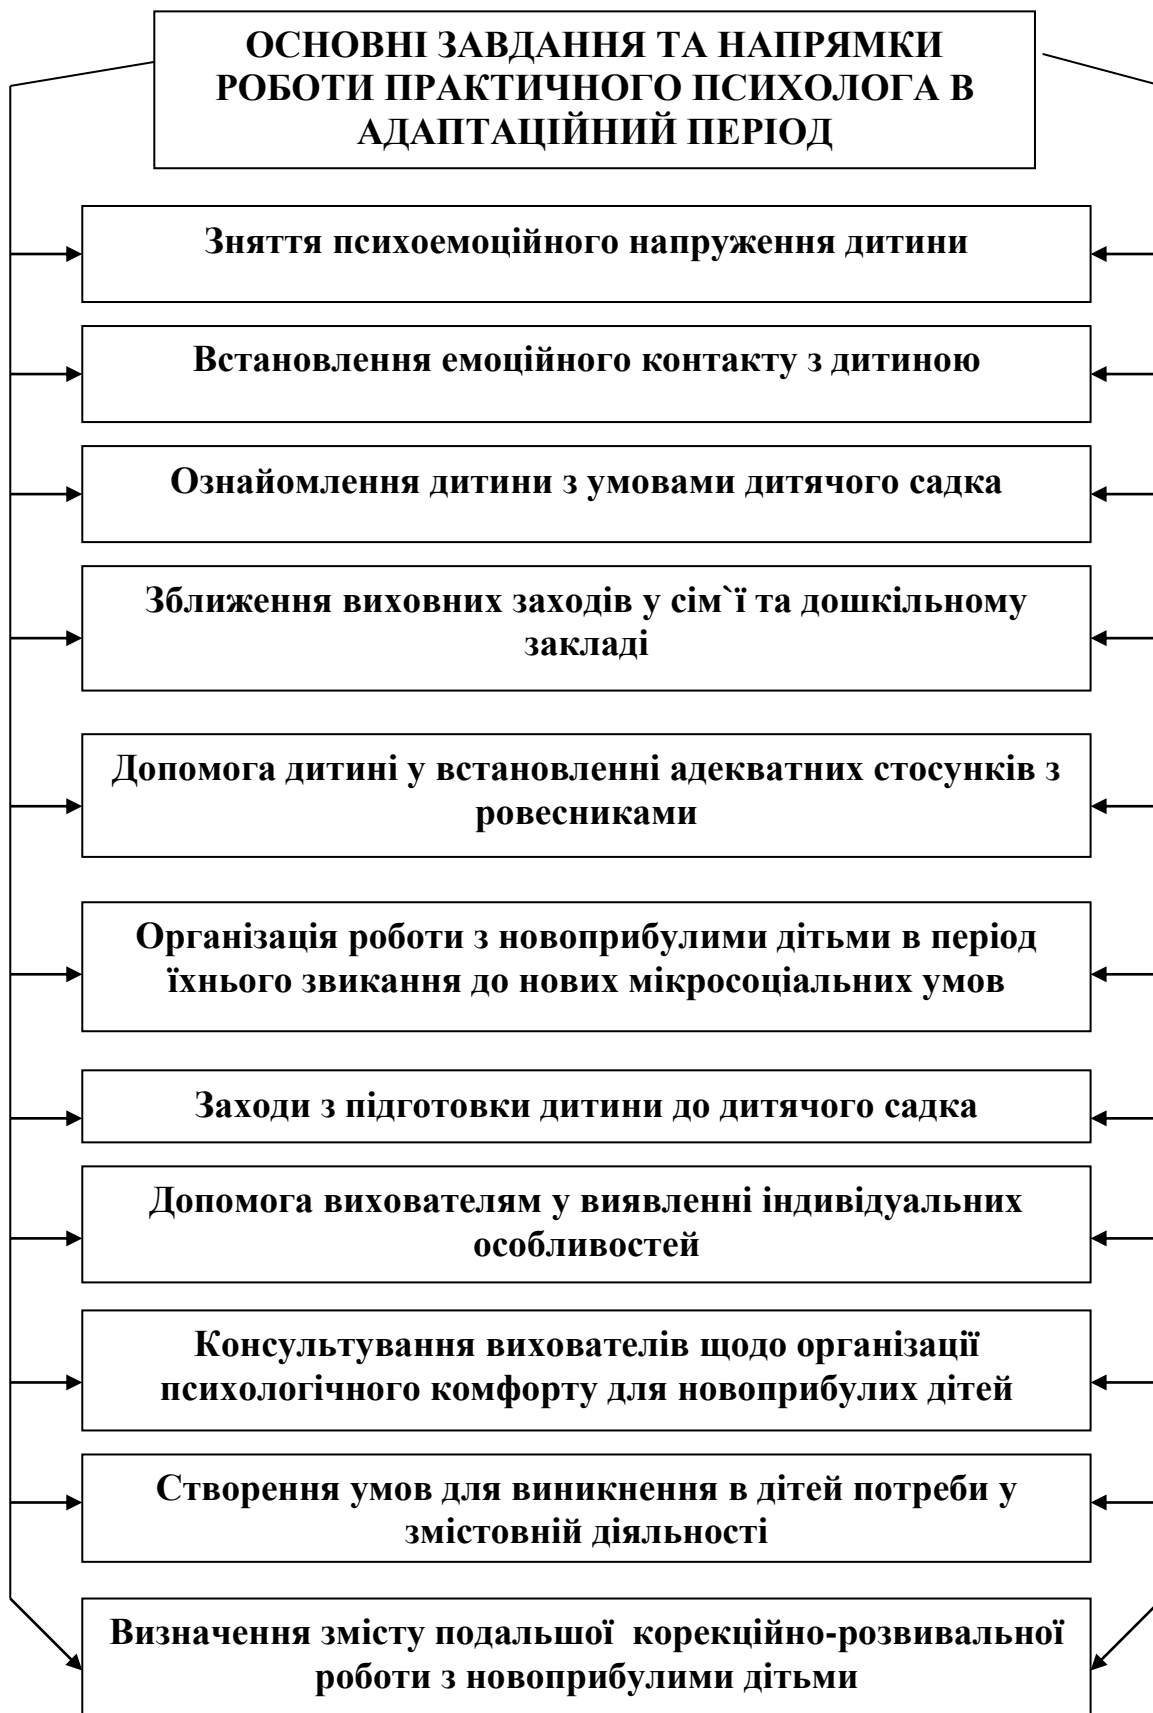 ОСНОВНІ ЗАВДАННЯ ТА НАПРЯМКИ
РОБОТИ ПРАКТИЧНОГО ПСИХОЛОГА В
АДАПТАЦІЙНИЙ ПЕРІОД
Зняття психоемоційного напруження дитини
Встановлення емоційного контакту з дитиною
Ознайомлення дитини з умовами дитячого садка
Зближення виховних заходів у сім`ї та дошкільному
закладі
Допомога дитині у встановленні адекватних стосунків з
ровесниками
Організація роботи з новоприбулими дітьми в період
їхнього звикання до нових мікросоціальних умов
Заходи з підготовки дитини до дитячого садка
Допомога вихователям у виявленні індивідуальних
особливостей
Консультування вихователів щодо організації
психологічного комфорту для новоприбулих дітей
Створення умов для виникнення в дітей потреби у
змістовній діяльності
Визначення змісту подальшої  корекційно-розвивальної
роботи з новоприбулими дітьми